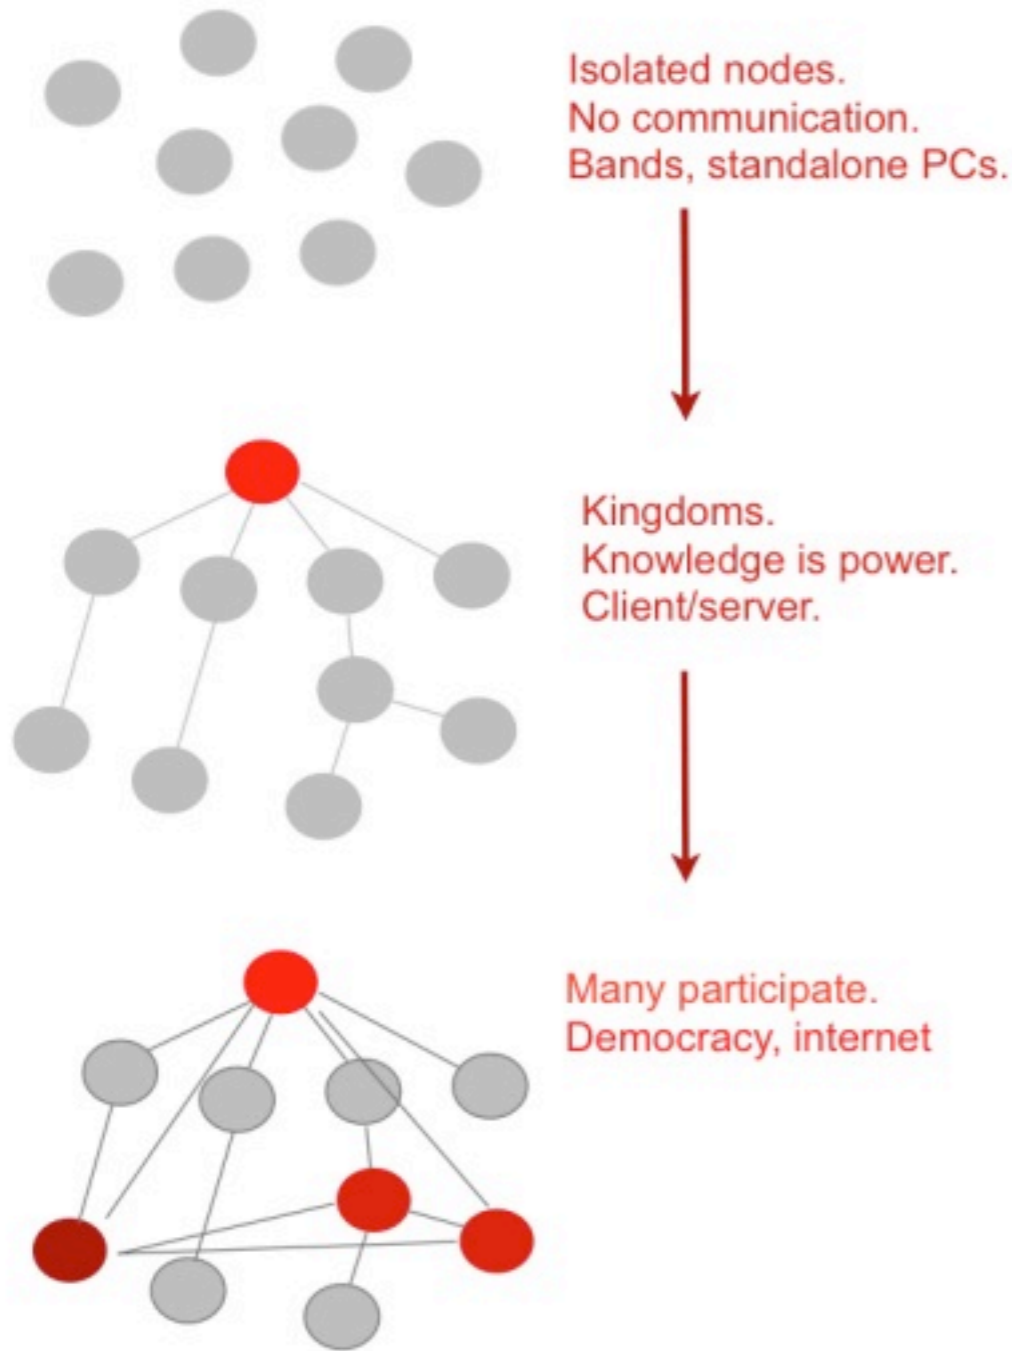 Isolated nodes.
No communication.
Bands, standalone PCs.
Kingdoms.
Knowledge is power.
Client/server.
Many participate.
Democracy, internet